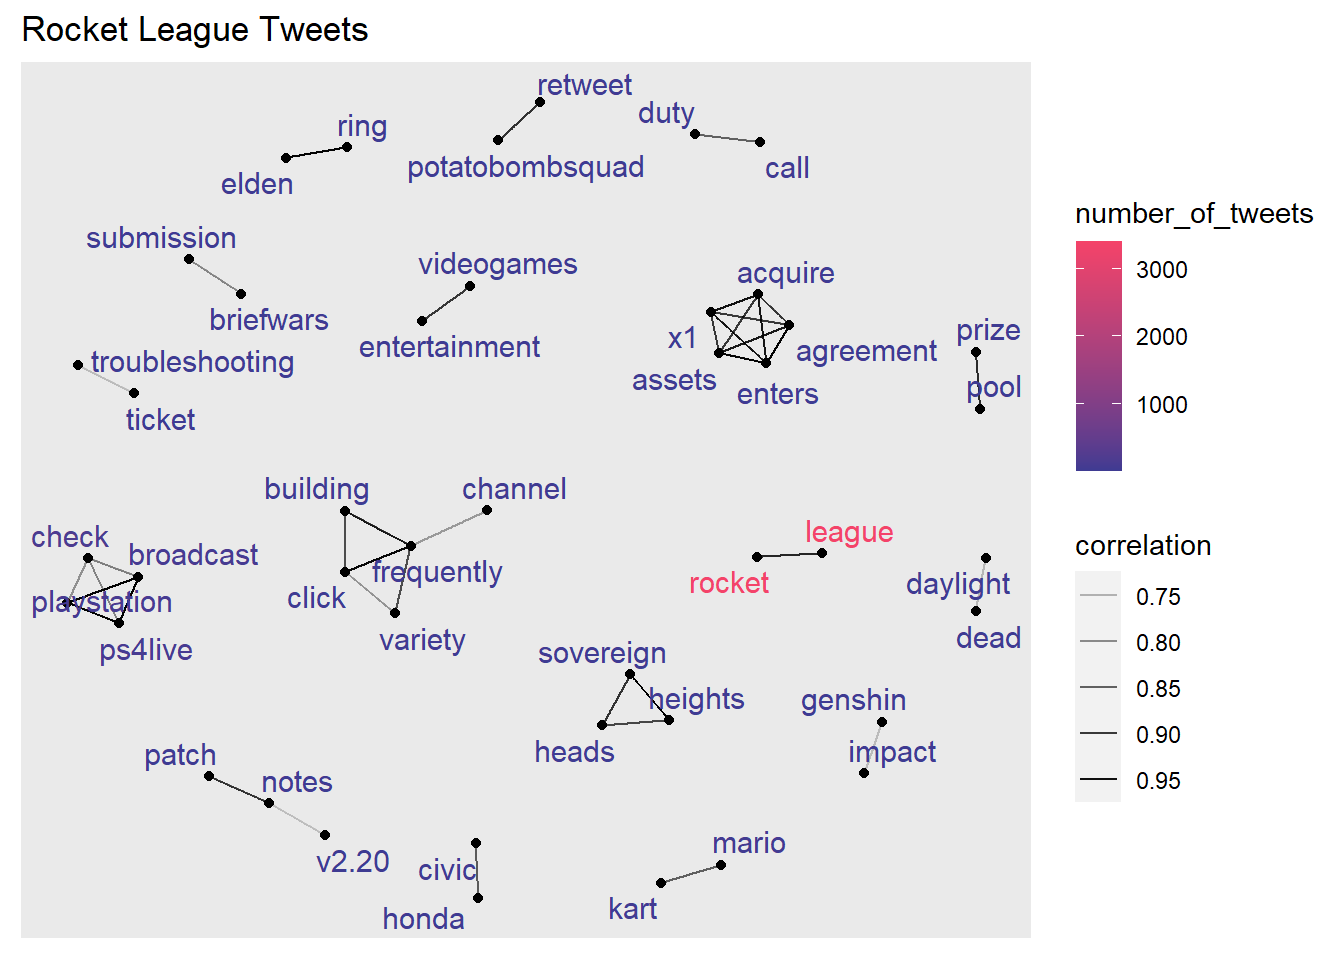 Rocket League Tweets
retweet
duty
ring
potatobombsquad
call
elden
submission
videogames
acquire
briefwars
prize
x1
entertainment
agreement
troubleshooting
assets
pool
enters
ticket
building
channel
league
check
broadcast
frequently
rocket
daylight
click
playstation
variety
dead
ps4live
sovereign
heights
genshin
heads
impact
patch
notes
mario
v2.20
civic
kart
honda
number_of_tweets
3000
2000
1000
correlation
0.75
0.80
0.85
0.90
0.95